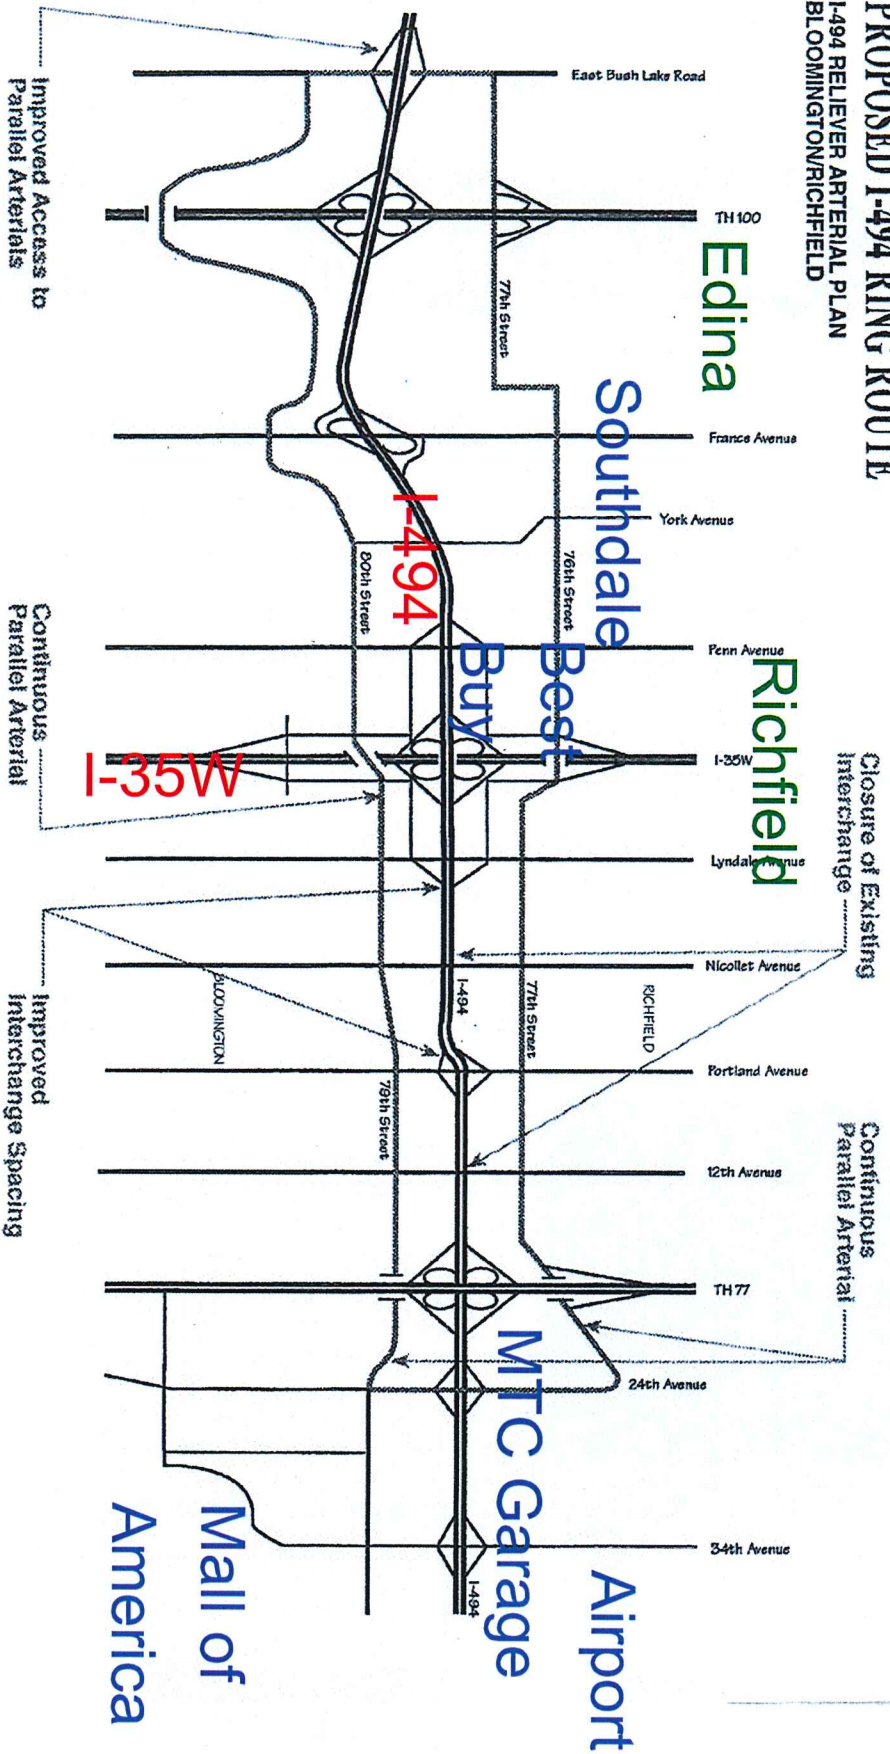 PROPOSED I-494 RING ROUTE
I-494 RELIEVER ARTERIAL PLAN
BLOOMINGTON/RICHFIELD
Closure of Existing
Interchange
Continuous
Parallel Arterial
East Bush Lake Road
TH 100
France Avenue
York Avenue
Penn Avenue
I-35W
Lyndale Avenue
Nicollet Avenue
Portland Avenue
12th Avenue
TH 77
24th Avenue
34th Avenue
Edina
Richfield
Southdale
Best
Buy
Airport
MTC Garage
RICHFIELD
77th Street
76th Street
77th Street
I-494
I-494
I-494
80th Street
79th Street
BLOOMINGTON
I-35W
Mall of
America
Improved Access to
Parallel Arterials
Continuous
Parallel Arterial
Improved
Interchange Spacing